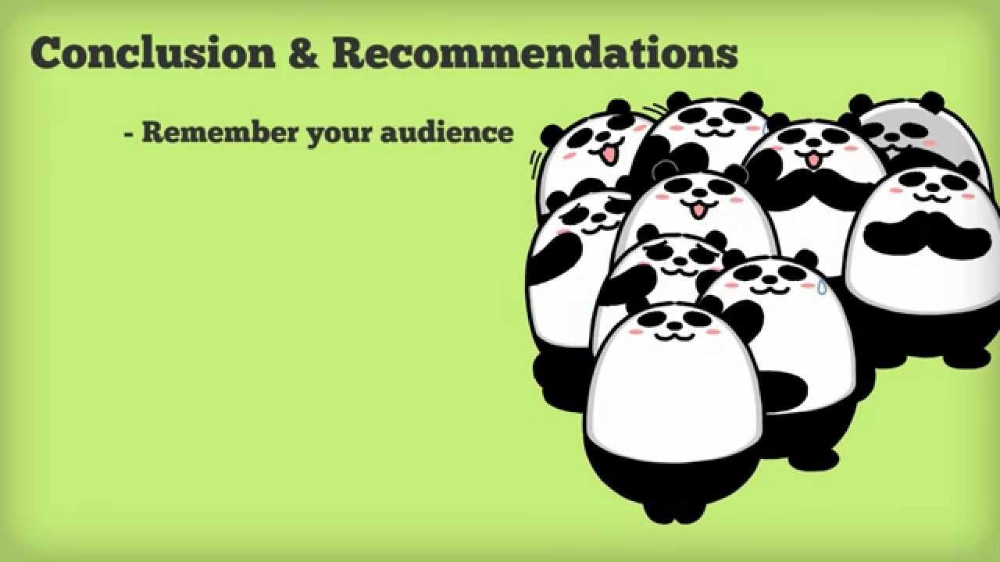 Conclusion & Recommendations
- Remember your audience